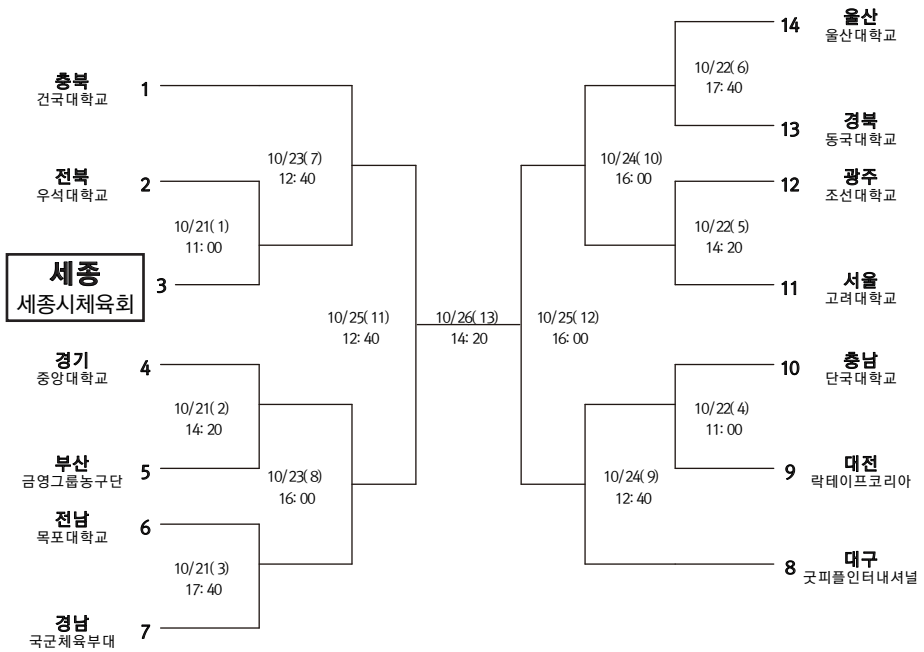 충북
건국대학교
1
10/23(7)
12:40
전북
우석대학교
2
10/21(1)
11:00
세종
세종시체육회
3
10/25(11)
12:40
경기
중앙대학교
4
10/21(2)
14:20
부산
금영그룹농구단
5
10/23(8)
16:00
전남
목포대학교
6
10/21(3)
17:40
경남
국군체육부대
7
10/26(13)
14:20
14
울산
울산대학교
10/22(6)
17:40
13
경북
동국대학교
10/24(10)
16:00
12
광주
조선대학교
10/22(5)
14:20
11
서울
고려대학교
10/25(12)
16:00
10
충남
단국대학교
10/22(4)
11:00
9
대전
락테이프코리아
10/24(9)
12:40
8
대구
굿피플인터내셔널